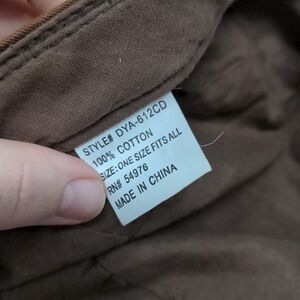 STYLE# DYA-612CD
100% COTTON
SIZE: ONE SIZE FITS ALL
RN# 54976
MADE IN CHINA